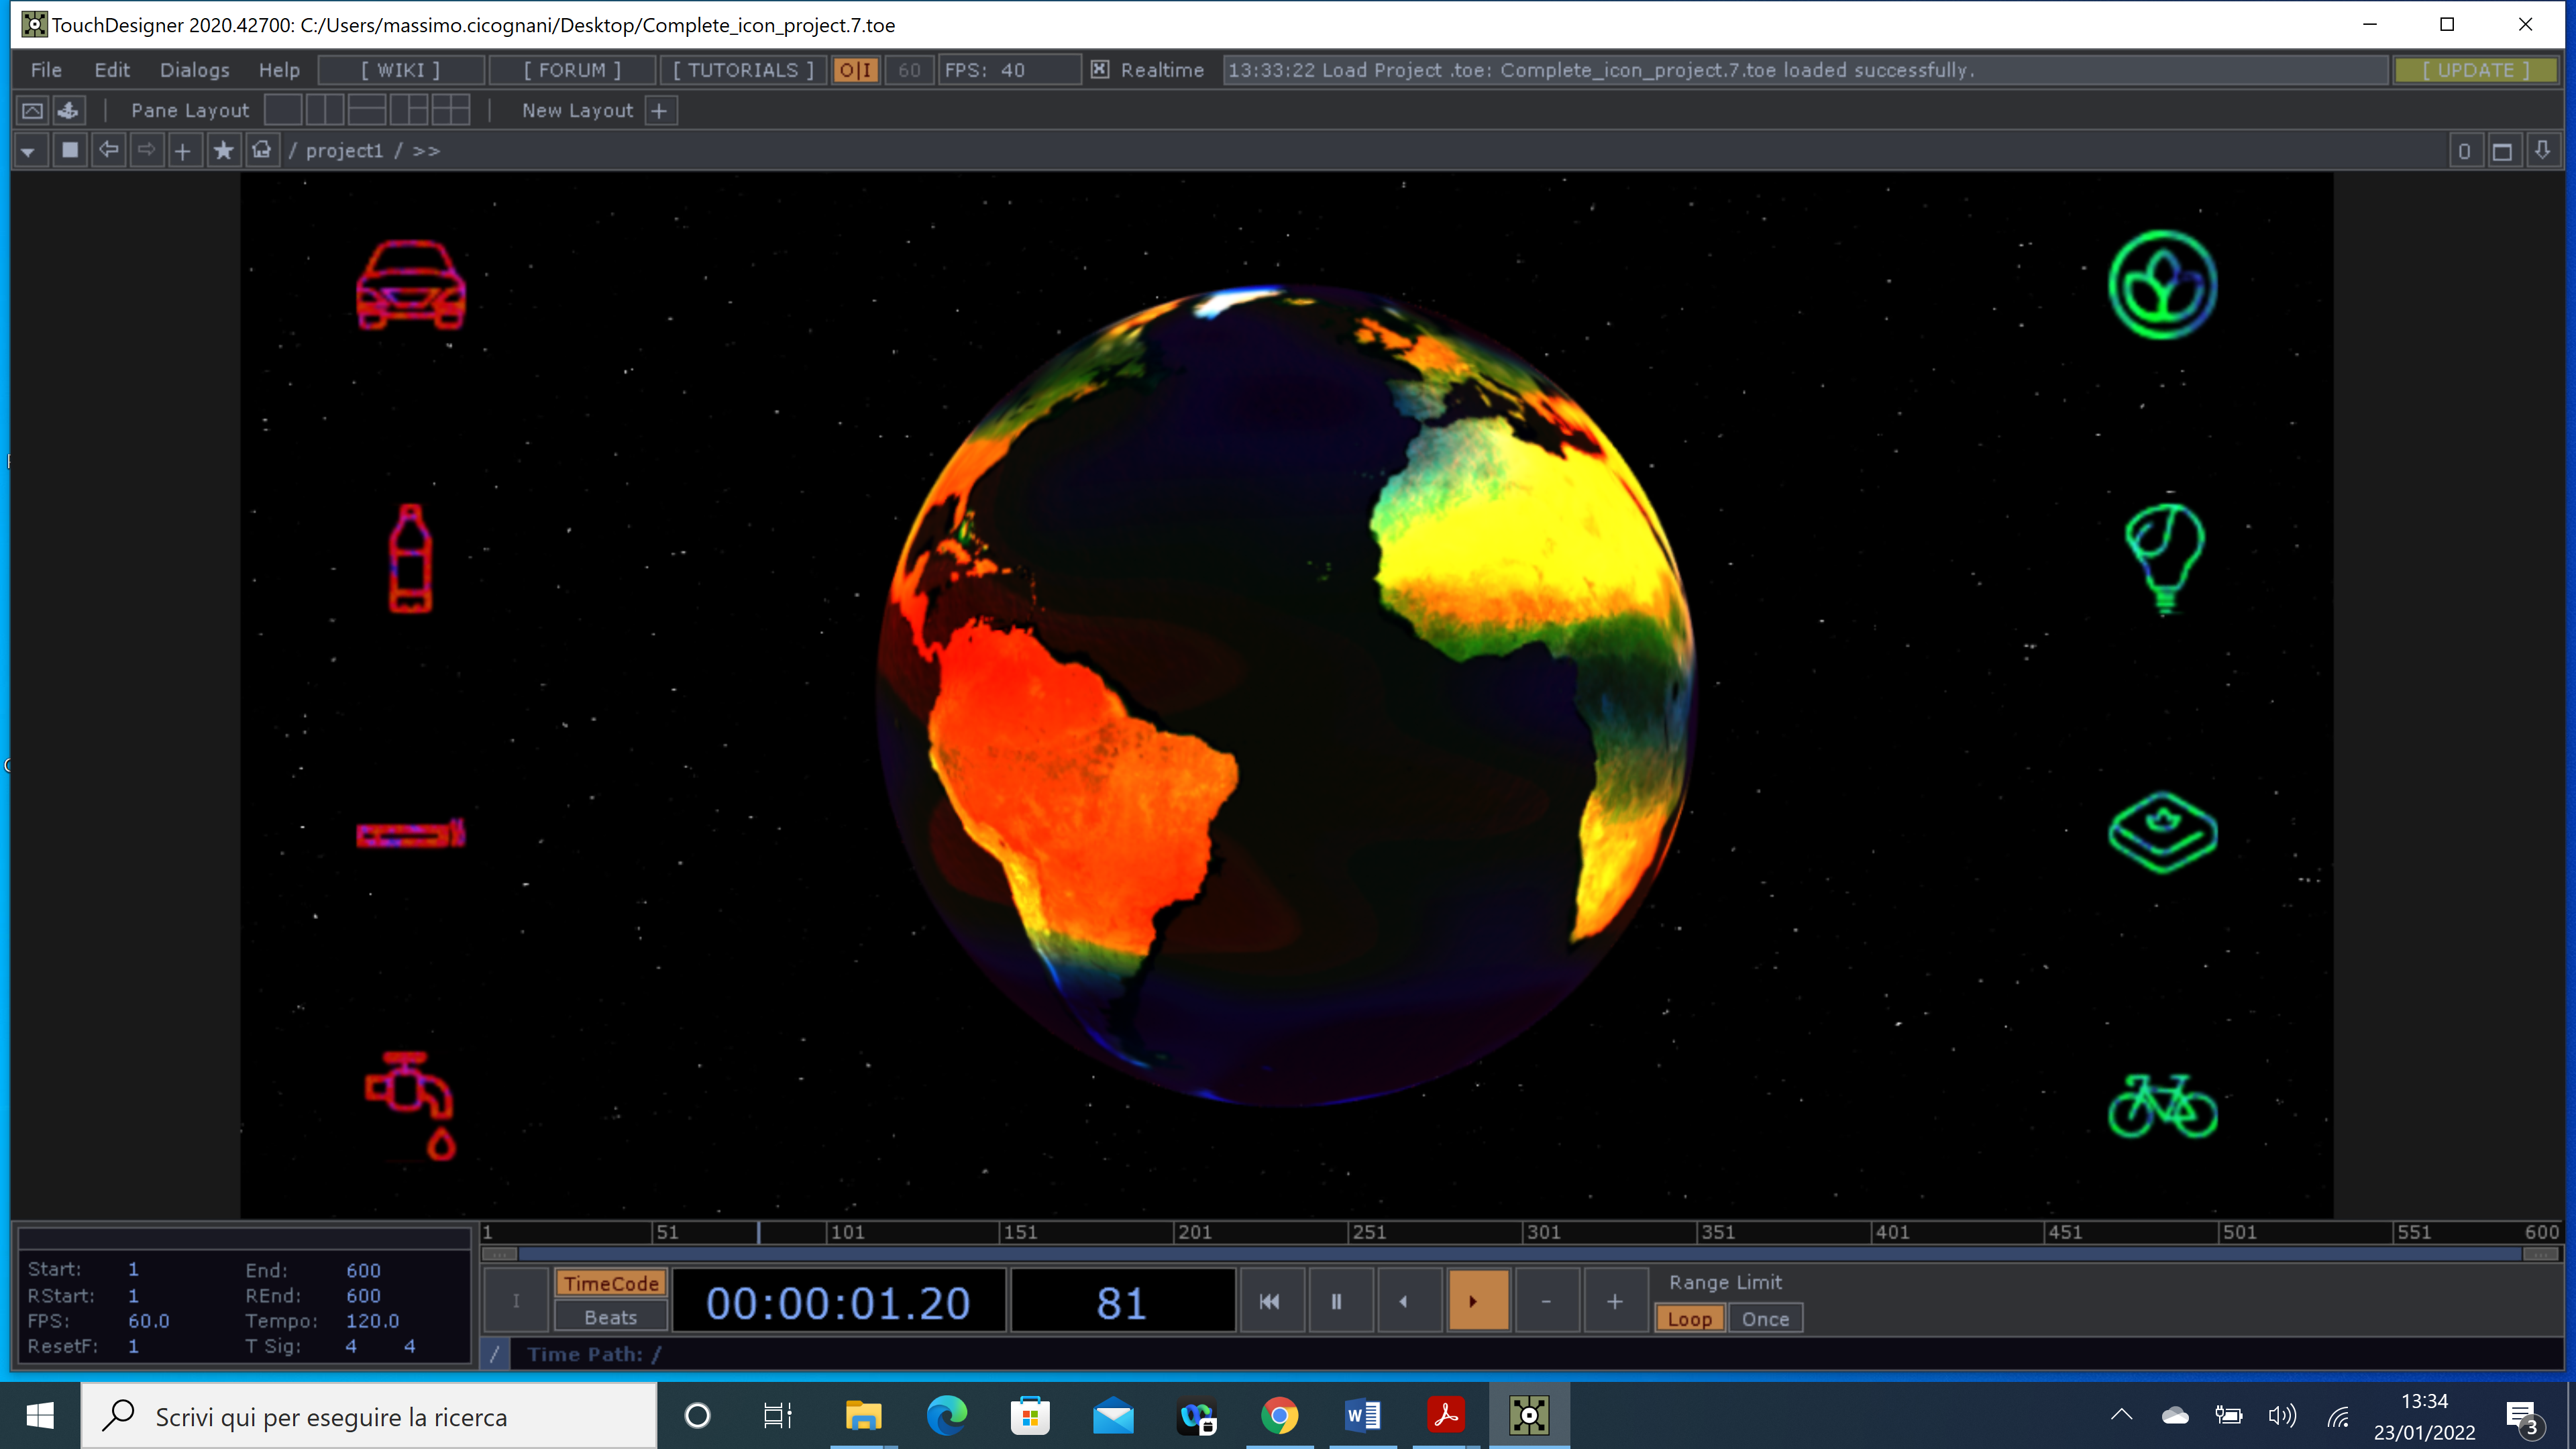 TouchDesigner 2020.42700: C:/Users/massimo.cicognani/Desktop/Complete_icon_project.7.toe
File Edit Dialogs Help [ WIKI ] [ FORUM ] [ TUTORIALS ] O|I 60 FPS: 40 Realtime 13:33:22 Load Project .toe: Complete_icon_project.7.toe loaded successfully. [ UPDATE ]
Pane Layout New Layout +
+ / project1 / >> 0
1 51 101 151 201 251 301 351 401 451 501 551 600
Start: 1 End: 600
RStart: 1 REnd: 600
FPS: 60.0 Tempo: 120.0
ResetF: 1 T Sig: 4 4
I TimeCode Beats 00:00:01.20 81 - + Range Limit
Loop Once
/ Time Path: /
Scrivi qui per eseguire la ricerca
13:34
23/01/2022
3